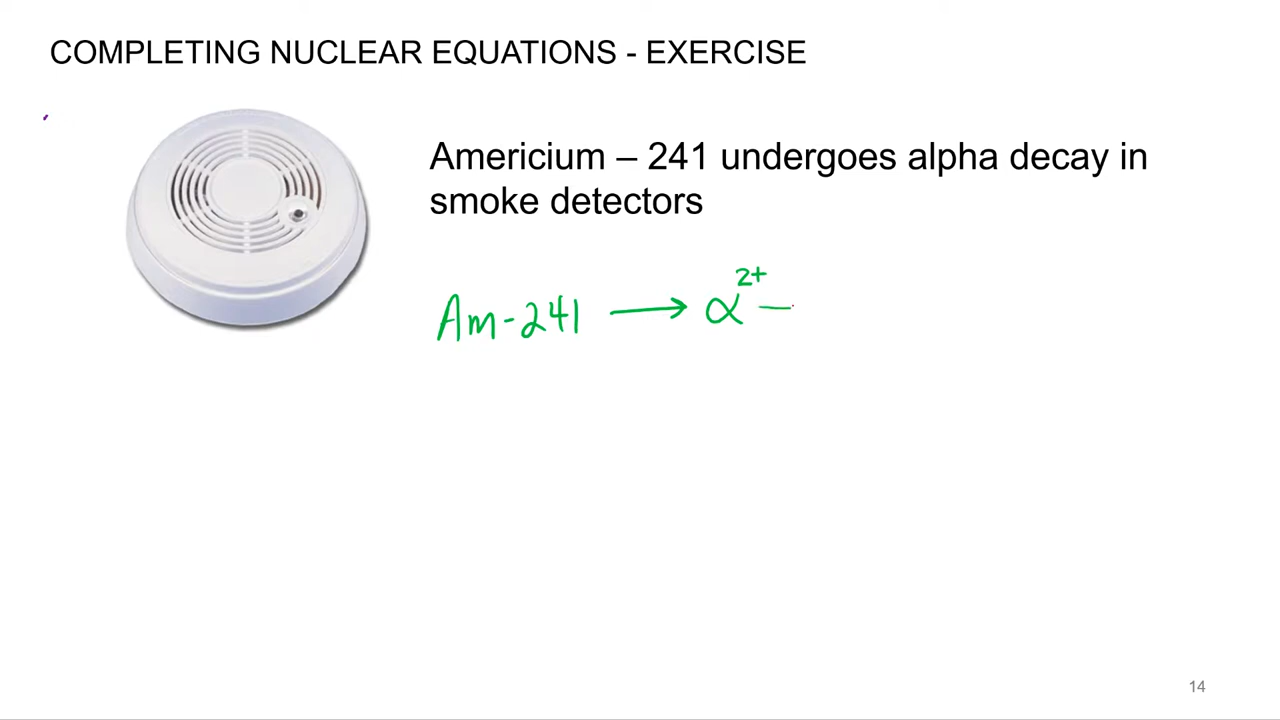 COMPLETING NUCLEAR EQUATIONS - EXERCISE
Americium – 241 undergoes alpha decay in
smoke detectors
Am-241 ⟶ α²⁺ —
14